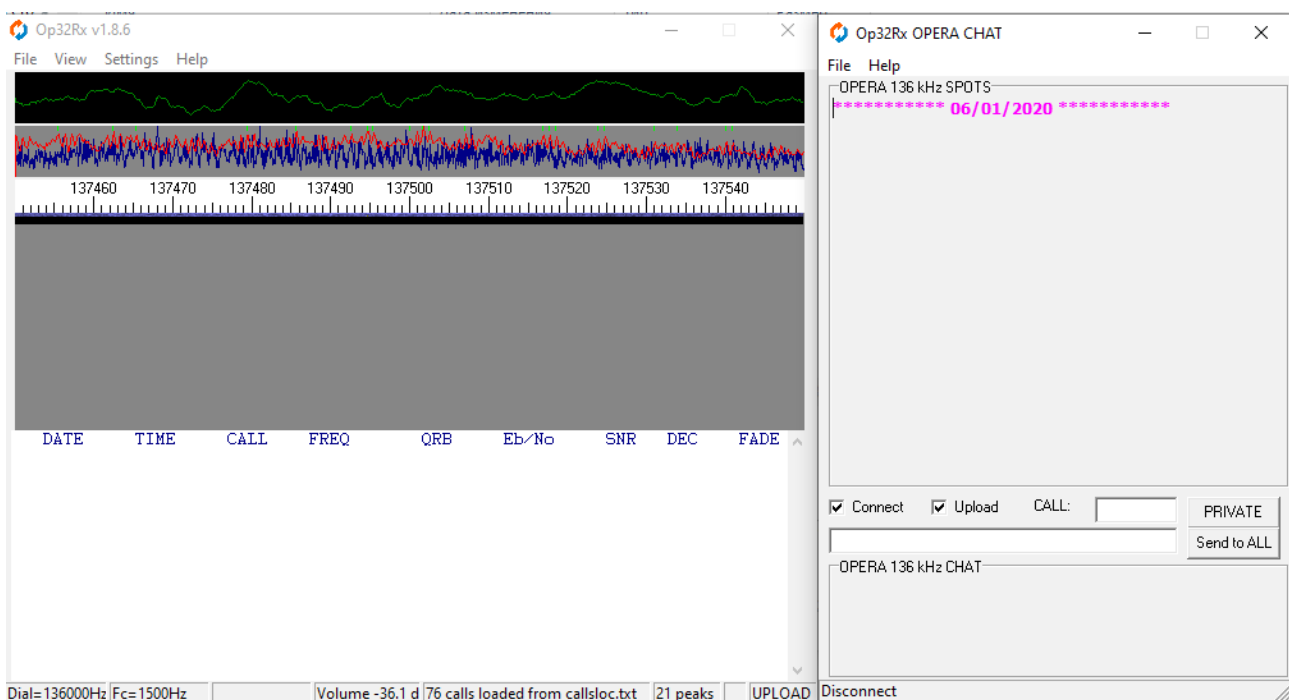 Op32Rx v1.8.6
File View Settings Help
137460 137470 137480 137490 137500 137510 137520 137530 137540
DATE TIME CALL FREQ QRB Eb/No SNR DEC FADE
Dial=136000Hz Fc=1500Hz Volume -36.1 d 76 calls loaded from callsloc.txt 21 peaks UPLOAD
Op32Rx OPERA CHAT
File Help
OPERA 136 kHz SPOTS
*********** 06/01/2020 ***********
Connect Upload CALL: PRIVATE
Send to ALL
OPERA 136 kHz CHAT
Disconnect